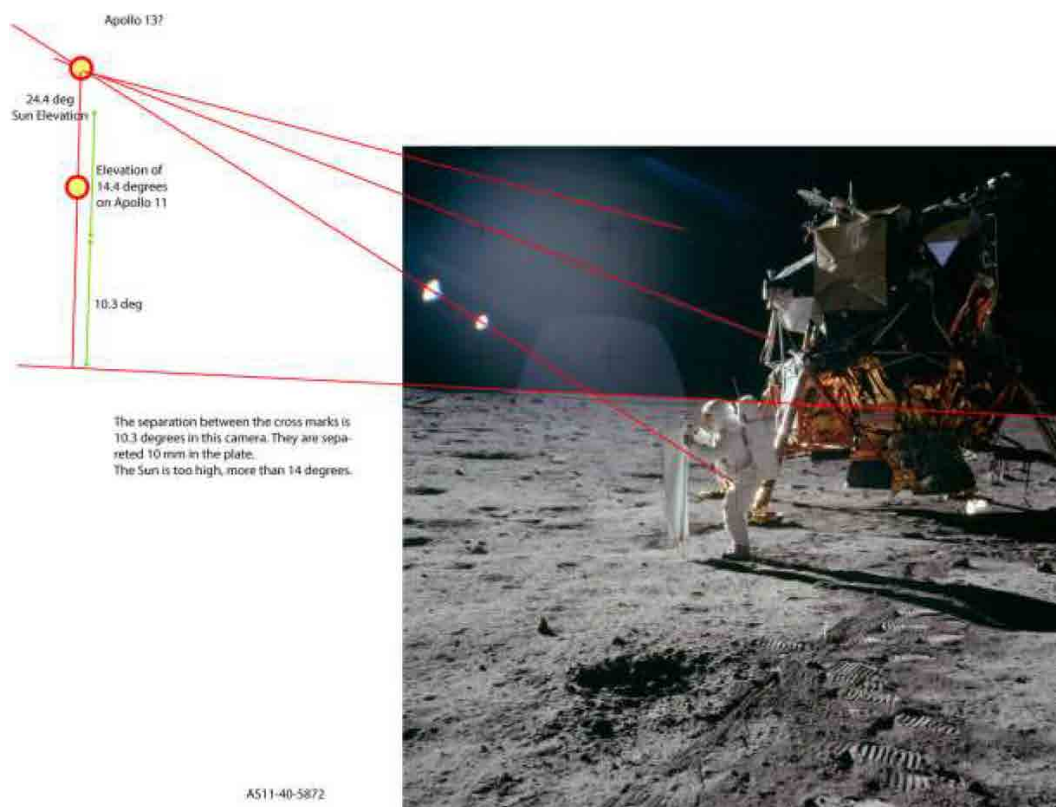 Apollo 13?
24.4 deg
Sun Elevation
Elevation of
14.4 degrees
on Apollo 11
10.3 deg
The separation between the cross marks is
10.3 degrees in this camera. They are sepa-
reted 10 mm in the plate.
The Sun is too high, more than 14 degrees.
AS11-40-5872